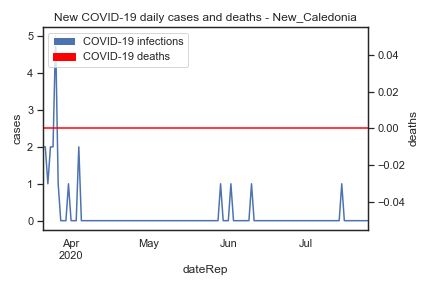 New COVID-19 daily cases and deaths - New_Caledonia
COVID-19 infections
COVID-19 deaths
5
4
3
2
1
0
cases
0.04
0.02
0.00
−0.02
−0.04
deaths
Apr
2020
May
Jun
Jul
dateRep